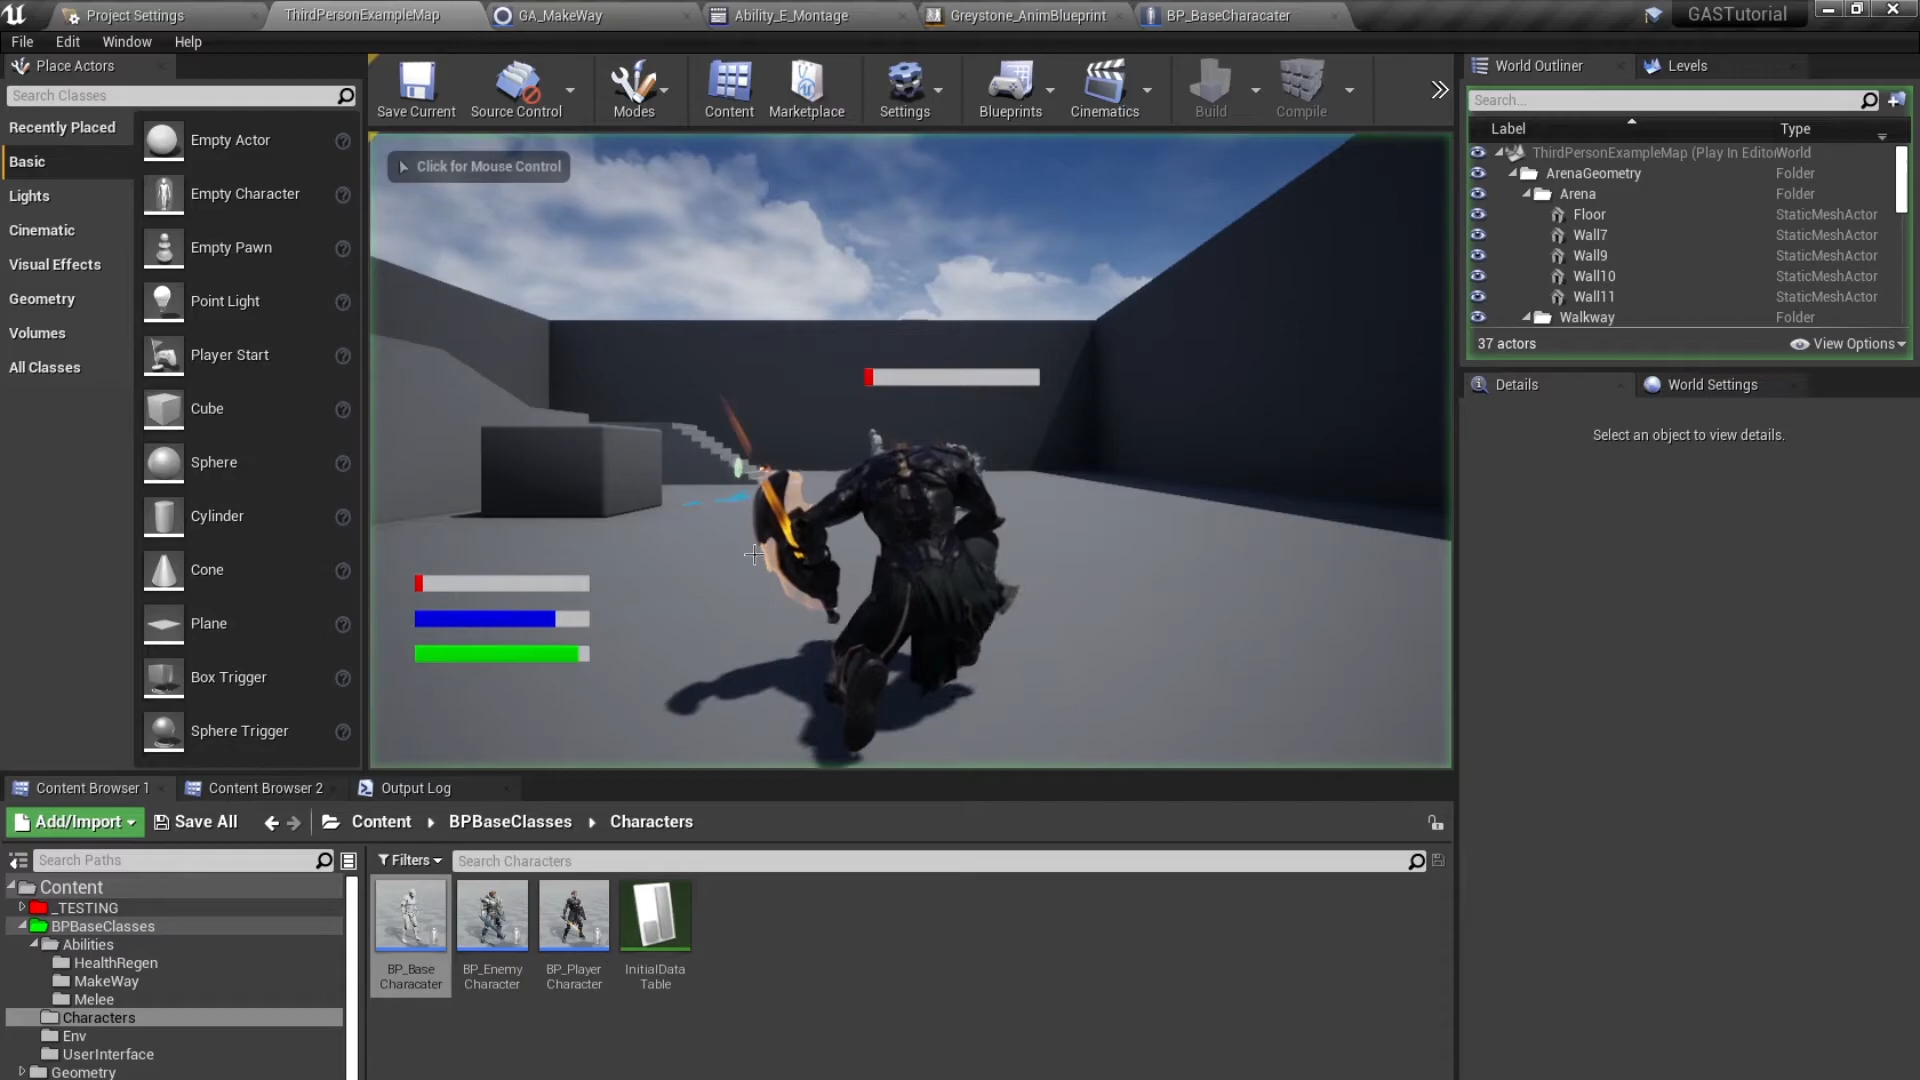 Project Settings
ThirdPersonExampleMap
GA_MakeWay
Ability_E_Montage
Greystone_AnimBlueprint
BP_BaseCharacater
GASTutorial
File
Edit
Window
Help
Place Actors
Search Classes
Recently Placed
Basic
Lights
Cinematic
Visual Effects
Geometry
Volumes
All Classes
Empty Actor
Empty Character
Empty Pawn
Point Light
Player Start
Cube
Sphere
Cylinder
Cone
Plane
Box Trigger
Sphere Trigger
Save Current
Source Control
Modes
Content
Marketplace
Settings
Blueprints
Cinematics
Build
Compile
Click for Mouse Control
World Outliner
Levels
Search...
Label
Type
ThirdPersonExampleMap (Play In Editor
World
ArenaGeometry
Folder
Arena
Folder
Floor
StaticMeshActor
Wall7
StaticMeshActor
Wall9
StaticMeshActor
Wall10
StaticMeshActor
Wall11
StaticMeshActor
Walkway
Folder
37 actors
View Options
Details
World Settings
Select an object to view details.
Content Browser 1
Content Browser 2
Output Log
Add/Import
Save All
Content
BPBaseClasses
Characters
Search Paths
Filters
Search Characters
Content
_TESTING
BPBaseClasses
Abilities
HealthRegen
MakeWay
Melee
Characters
Env
UserInterface
Geometry
BP_Base
Characater
BP_Enemy
Character
BP_Player
Character
InitialData
Table